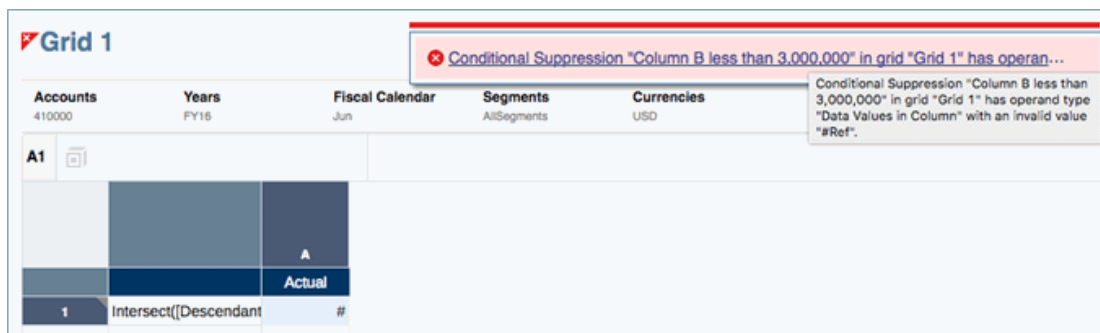 Grid 1
Conditional Suppression "Column B less than 3,000,000" in grid "Grid 1" has operan...
Conditional Suppression "Column B less than
3,000,000" in grid "Grid 1" has operand type
"Data Values in Column" with an invalid value
"#Ref".
Accounts Years Fiscal Calendar Segments Currencies
410000 FY16 Jun AllSegments USD
A1
A
Actual
1 Intersect([Descendant #